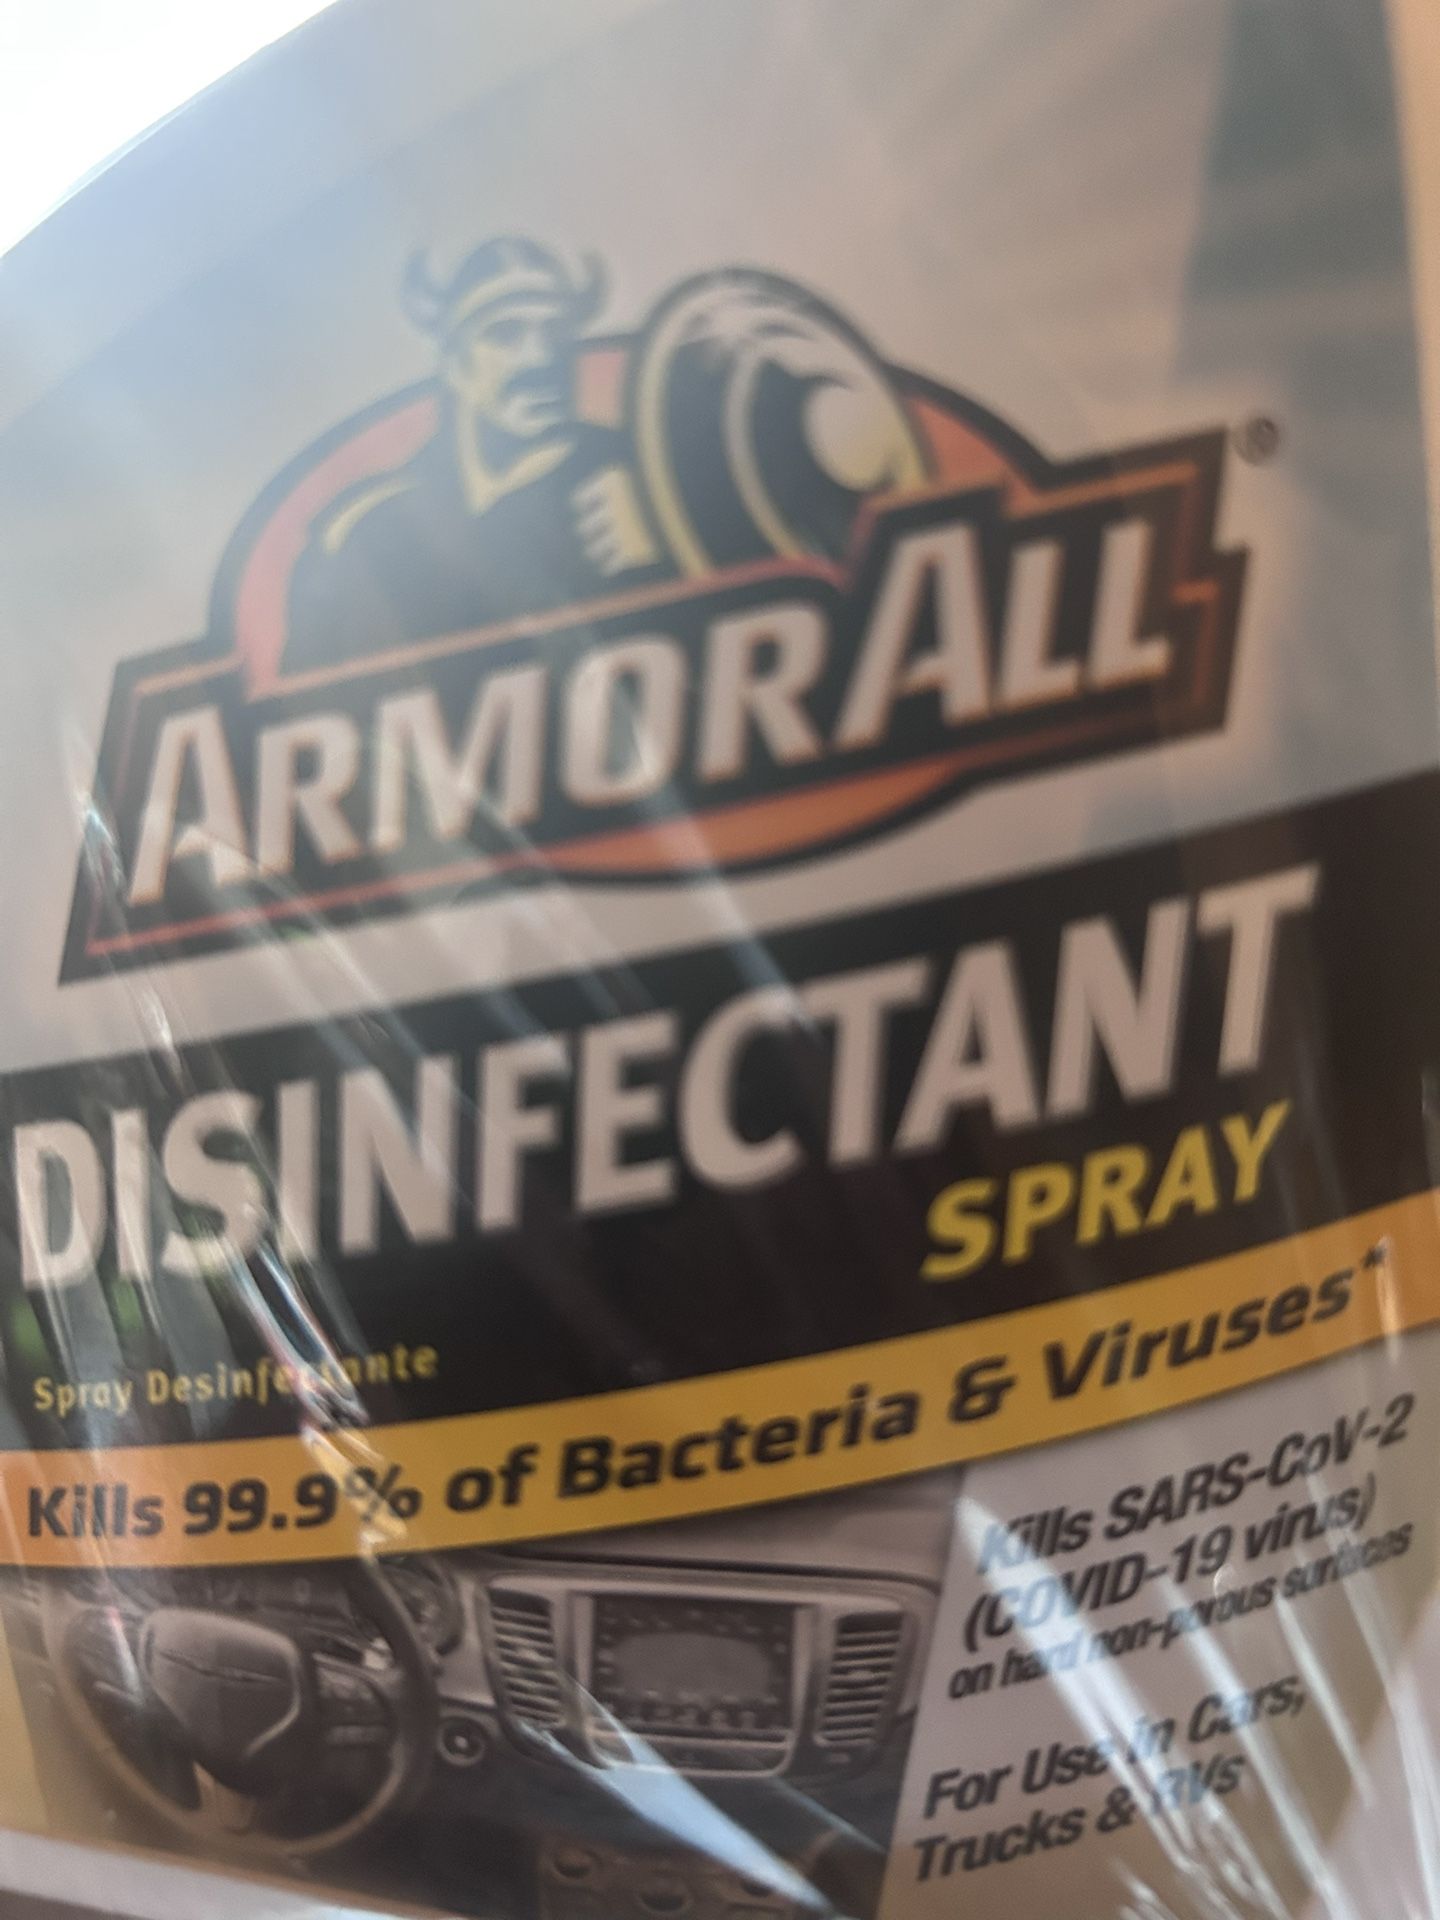 ARMOR ALL®
DISINFECTANT
SPRAY
Spray Desinfectante
Kills 99.9% of Bacteria & Viruses*
Kills SARS-CoV-2
(COVID-19 virus)
on hard non-porous surfaces
For Use in Cars,
Trucks & RVs